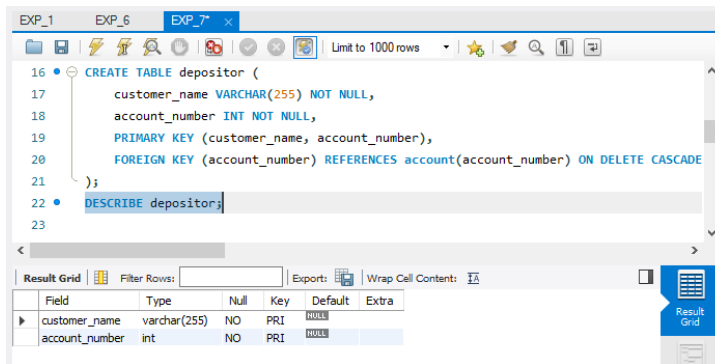 EXP_1 EXP_6 EXP_7* ×
Limit to 1000 rows
16 CREATE TABLE depositor (
17 customer_name VARCHAR(255) NOT NULL,
18 account_number INT NOT NULL,
19 PRIMARY KEY (customer_name, account_number),
20 FOREIGN KEY (account_number) REFERENCES account(account_number) ON DELETE CASCADE
21 );
22 DESCRIBE depositor;
23
Result Grid Filter Rows: Export: Wrap Cell Content: IA
Field Type Null Key Default Extra
customer_name varchar(255) NO PRI NULL
account_number int NO PRI NULL
Result
Grid